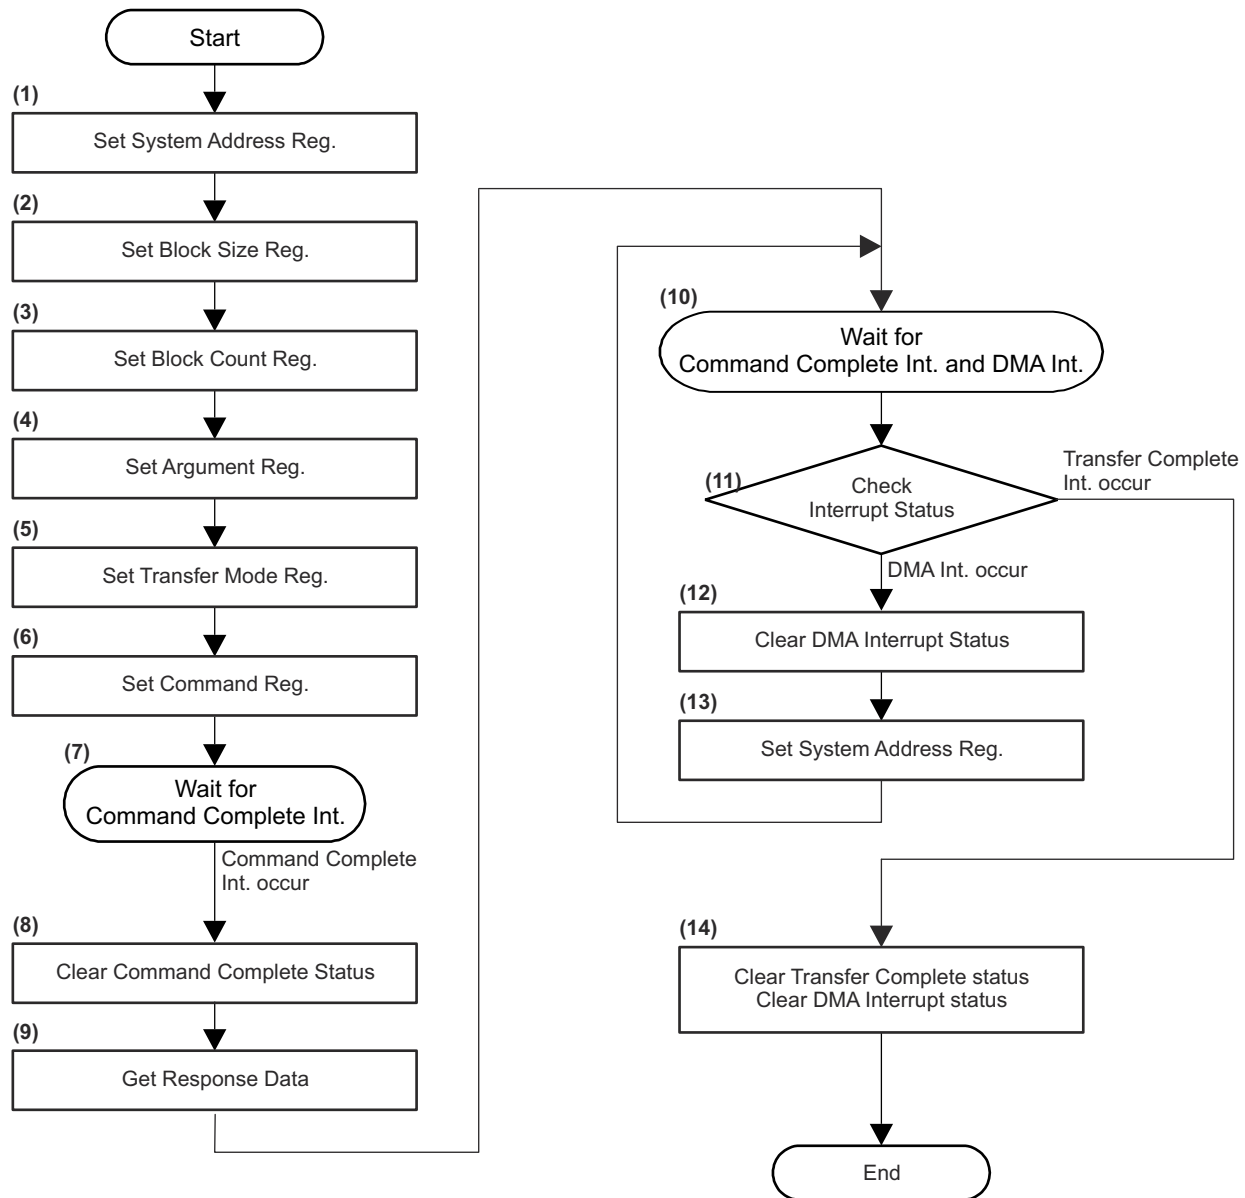 Start
(1)
Set System Address Reg.
(2)
Set Block Size Reg.
(3)
Set Block Count Reg.
(4)
Set Argument Reg.
(5)
Set Transfer Mode Reg.
(6)
Set Command Reg.
(7)
Wait for
Command Complete Int.
Command Complete
Int. occur
(8)
Clear Command Complete Status
(9)
Get Response Data
(10)
Wait for
Command Complete Int. and DMA Int.
(11)
Check
Interrupt Status
Transfer Complete
Int. occur
DMA Int. occur
(12)
Clear DMA Interrupt Status
(13)
Set System Address Reg.
(14)
Clear Transfer Complete status
Clear DMA Interrupt status
End